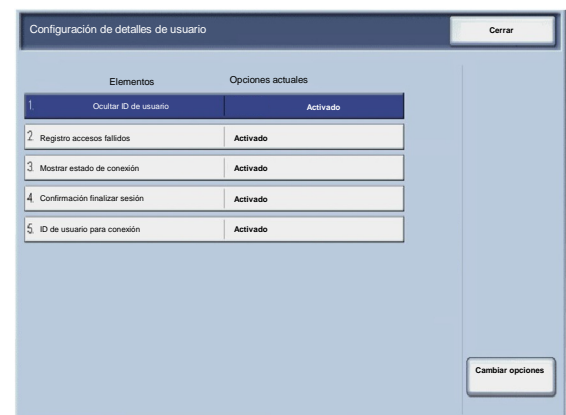 Configuración de detalles de usuario
Cerrar
Elementos Opciones actuales
1. Ocultar ID de usuario Activado
2. Registro accesos fallidos Activado
3. Mostrar estado de conexión Activado
4. Confirmación finalizar sesión Activado
5. ID de usuario para conexión Activado
Cambiar opciones